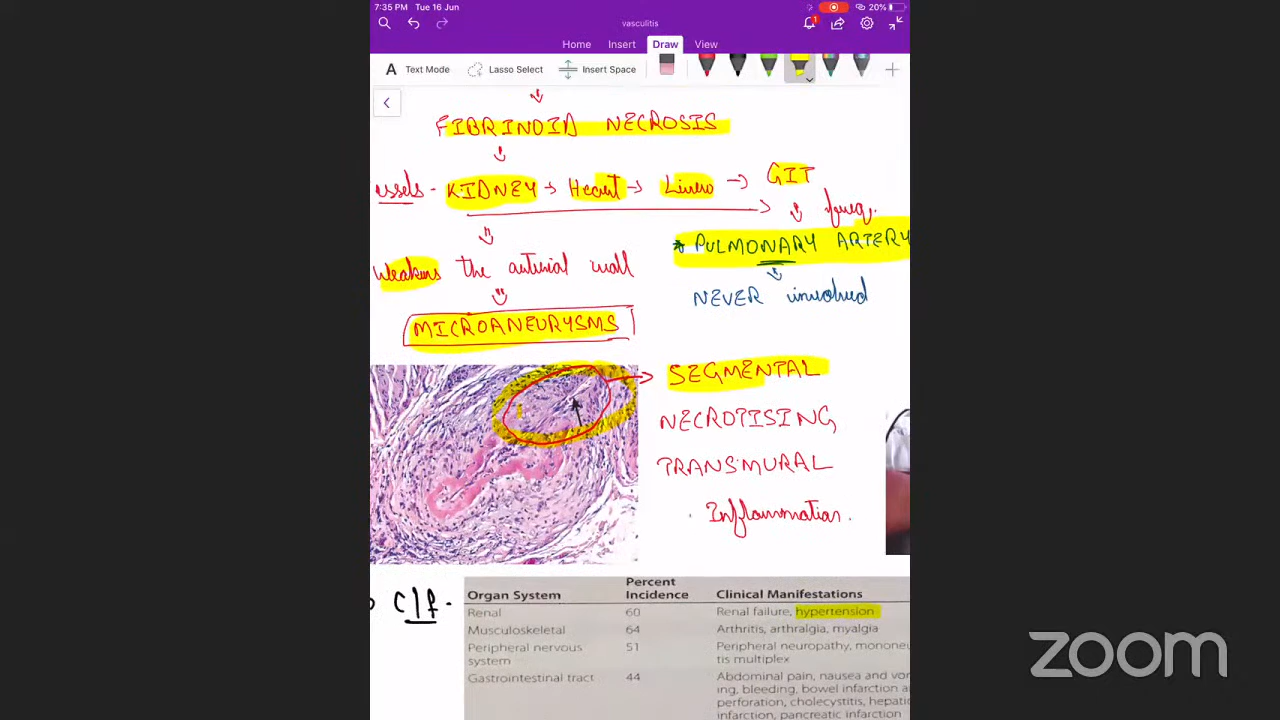 7:35 PM Tue 16 Jun
20%
vasculitis
Home Insert Draw View
A Text Mode Lasso Select Insert Space
FIBRINOID NECROSIS
essels - KIDNEY → Heart → Liver → GIT
freq.
* PULMONARY ARTERY
weakens the arterial wall
NEVER involved
MICROANEURYSMS
→ SEGMENTAL
NECROTISING
TRANSMURAL
Inflammation.
C/f -
Organ System Percent Incidence Clinical Manifestations
Renal 60 Renal failure, hypertension
Musculoskeletal 64 Arthritis, arthralgia, myalgia
Peripheral nervous system 51 Peripheral neuropathy, mononeu
tis multiplex
Gastrointestinal tract 44 Abdominal pain, nausea and vom
ing, bleeding, bowel infarction a
perforation, cholecystitis, hepatic
infarction, pancreatic infarction
zoom